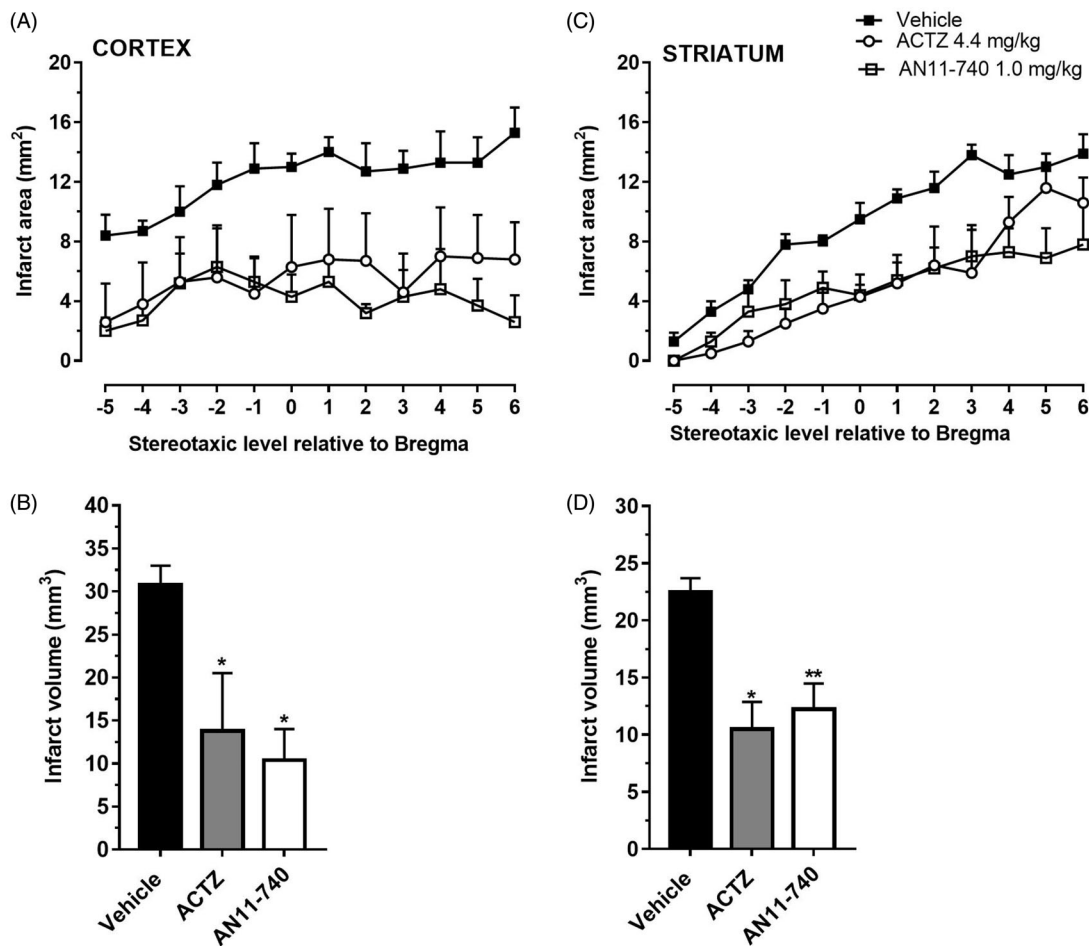 (A)
CORTEX
20
16
12
8
4
0
Infarct area (mm²)
-5 -4 -3 -2 -1 0 1 2 3 4 5 6
Stereotaxic level relative to Bregma
(C)
STRIATUM
Vehicle
ACTZ 4.4 mg/kg
AN11-740 1.0 mg/kg
20
16
12
8
4
0
Infarct area (mm²)
-5 -4 -3 -2 -1 0 1 2 3 4 5 6
Stereotaxic level relative to Bregma
(B)
40
35
30
25
20
15
10
5
0
Infarct volume (mm³)
*
*
Vehicle
ACTZ
AN11-740
(D)
30
25
20
15
10
5
0
Infarct volume (mm³)
*
**
Vehicle
ACTZ
AN11-740